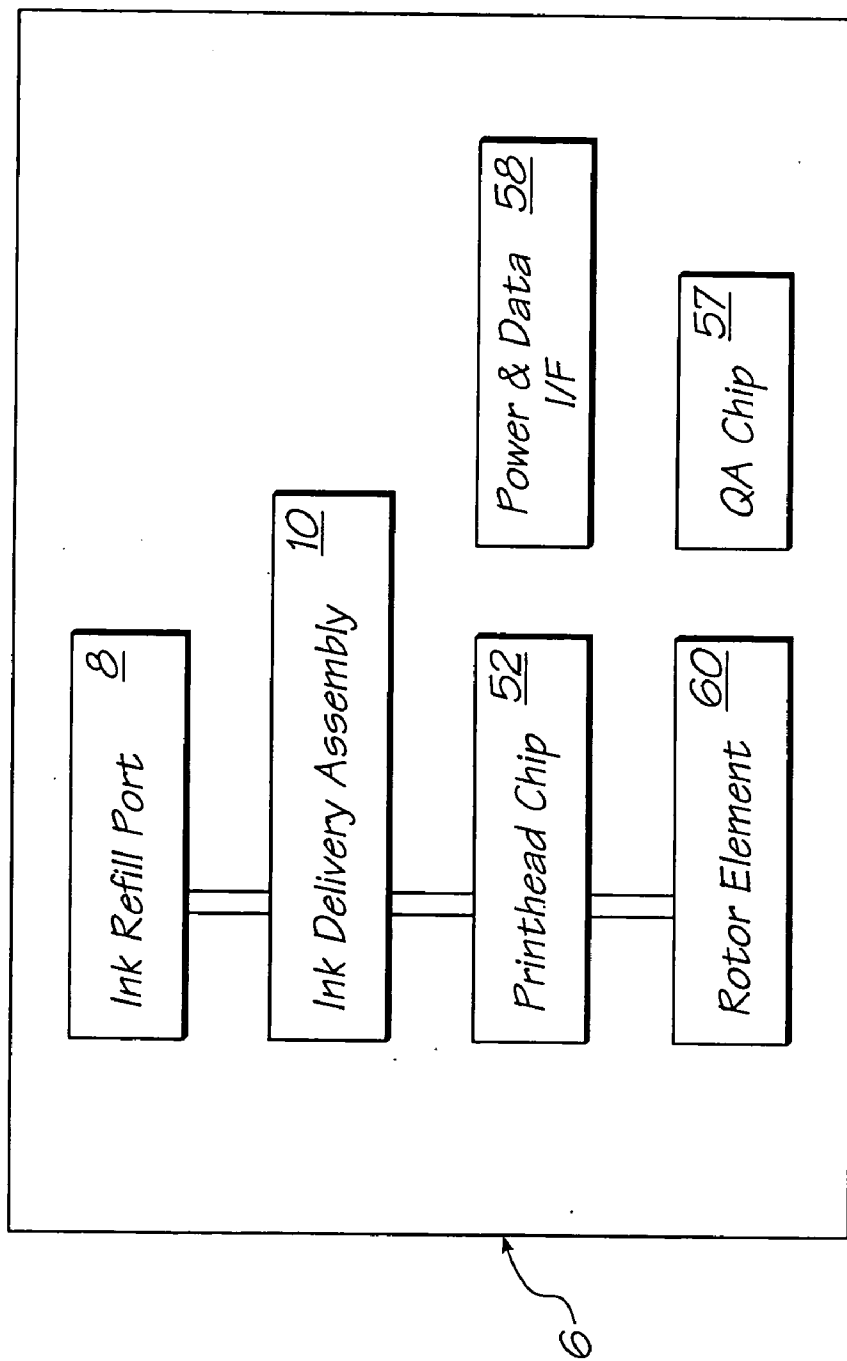 Ink Refill Port 8
Ink Delivery Assembly 10
Printhead Chip 52
Power & Data 58
I/F
Rotor Element 60
QA Chip 57
6